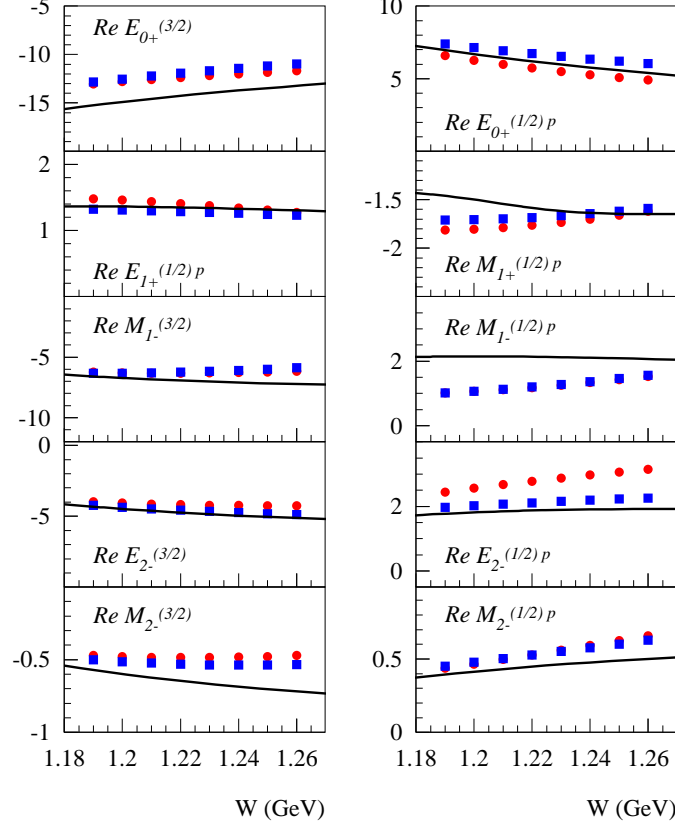 -5
Re E0+(3/2)
-10
-15
2
1
Re E1+(1/2) p
Re M1-(3/2)
-5
-10
0
-5
Re E2-(3/2)
Re M2-(3/2)
-0.5
-1
1.18 1.2 1.22 1.24 1.26
W (GeV)
10
5
Re E0+(1/2) p
-1.5
-2
Re M1+(1/2) p
Re M1-(1/2) p
2
0
2
Re E2-(1/2) p
0
Re M2-(1/2) p
0.5
0
1.18 1.2 1.22 1.24 1.26
W (GeV)